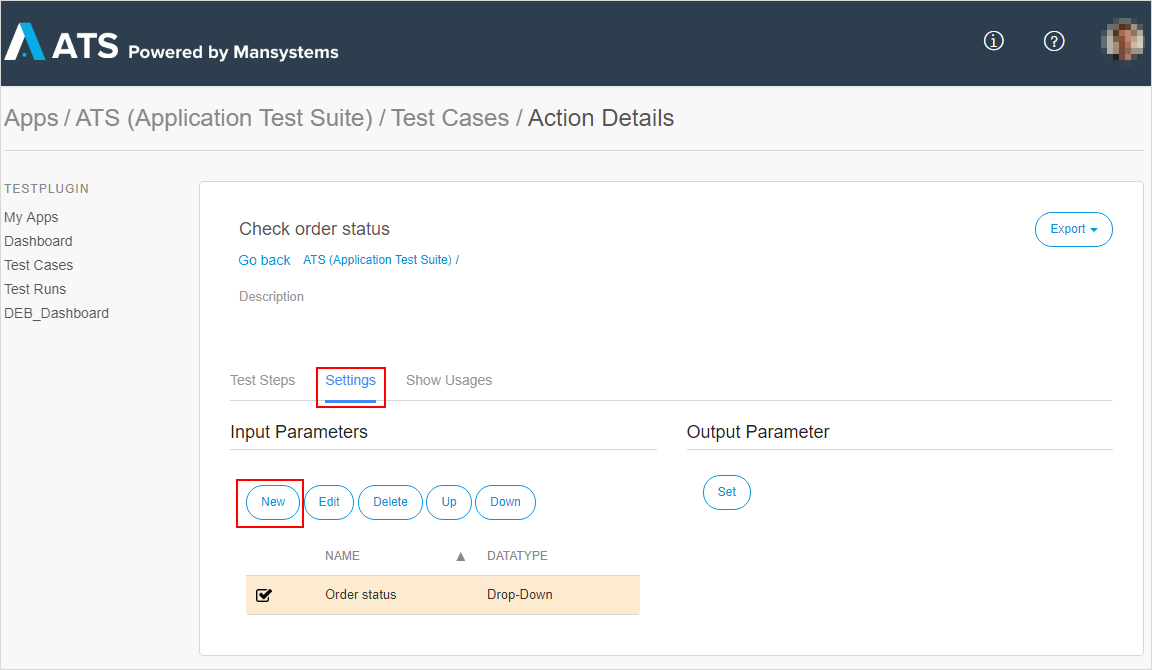 ATS Powered by Mansystems
Apps / ATS (Application Test Suite) / Test Cases / Action Details
TESTPLUGIN
My Apps
Dashboard
Test Cases
Test Runs
DEB_Dashboard
Check order status
Export
Go back ATS (Application Test Suite) /
Description
Test Steps Settings Show Usages
Input Parameters
Output Parameter
New Edit Delete Up Down
Set
NAME ▲ DATATYPE
Order status Drop-Down